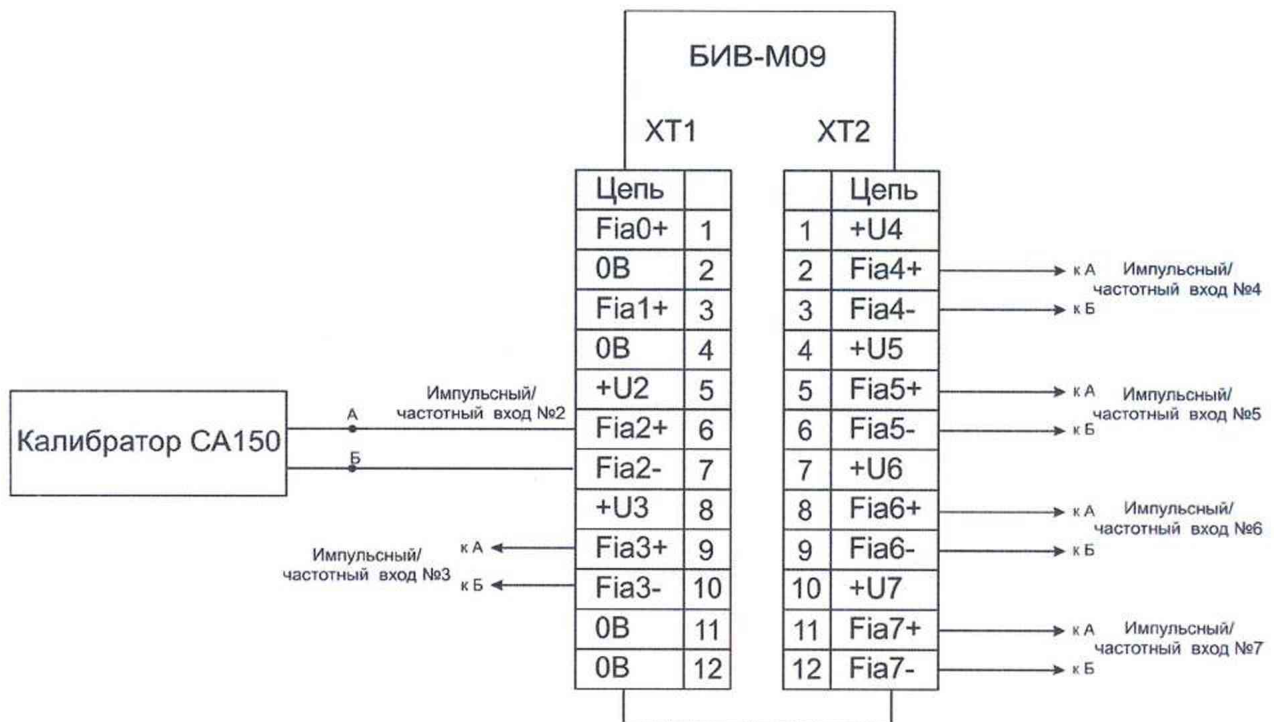 БИВ-М09
XT1
XT2
Цепь
Fia0+ 1
0В 2
Fia1+ 3
0В 4
+U2 5
Fia2+ 6
Fia2- 7
+U3 8
Fia3+ 9
Fia3- 10
0В 11
0В 12
Цепь
1 +U4
2 Fia4+
3 Fia4-
4 +U5
5 Fia5+
6 Fia5-
7 +U6
8 Fia6+
9 Fia6-
10 +U7
11 Fia7+
12 Fia7-
Калибратор СА150
А
Б
Импульсный/
частотный вход №2
Импульсный/
частотный вход №3
к А
к Б
к А
Импульсный/
частотный вход №4
к Б
к А
Импульсный/
частотный вход №5
к Б
к А
Импульсный/
частотный вход №6
к Б
к А
Импульсный/
частотный вход №7
к Б